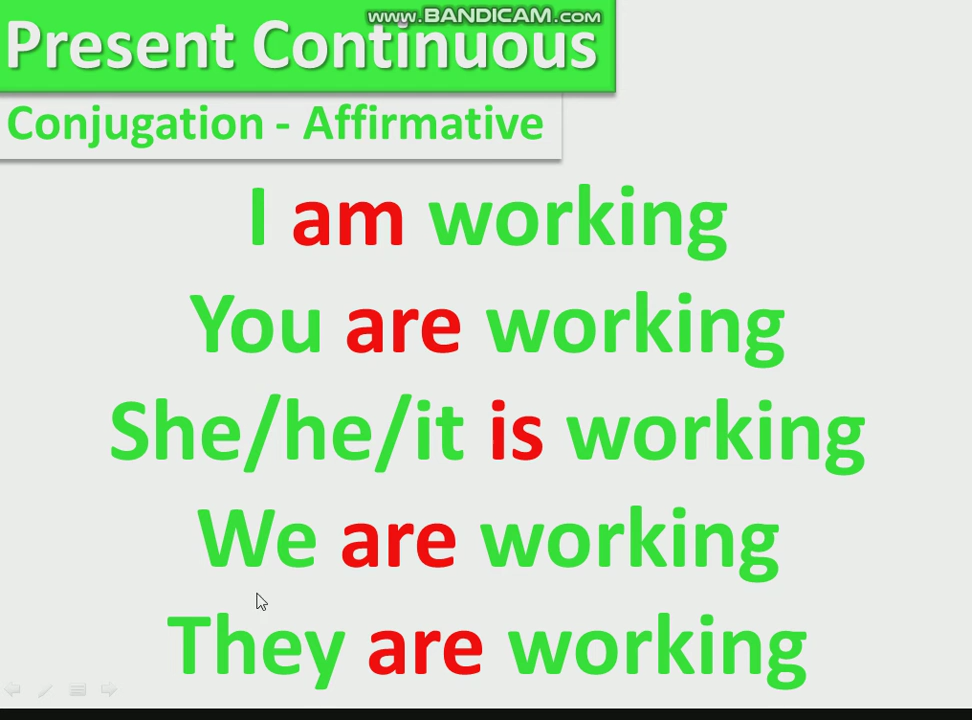 www.BANDICAM.com
Present Continuous
Conjugation - Affirmative
I am working
You are working
She/he/it is working
We are working
They are working